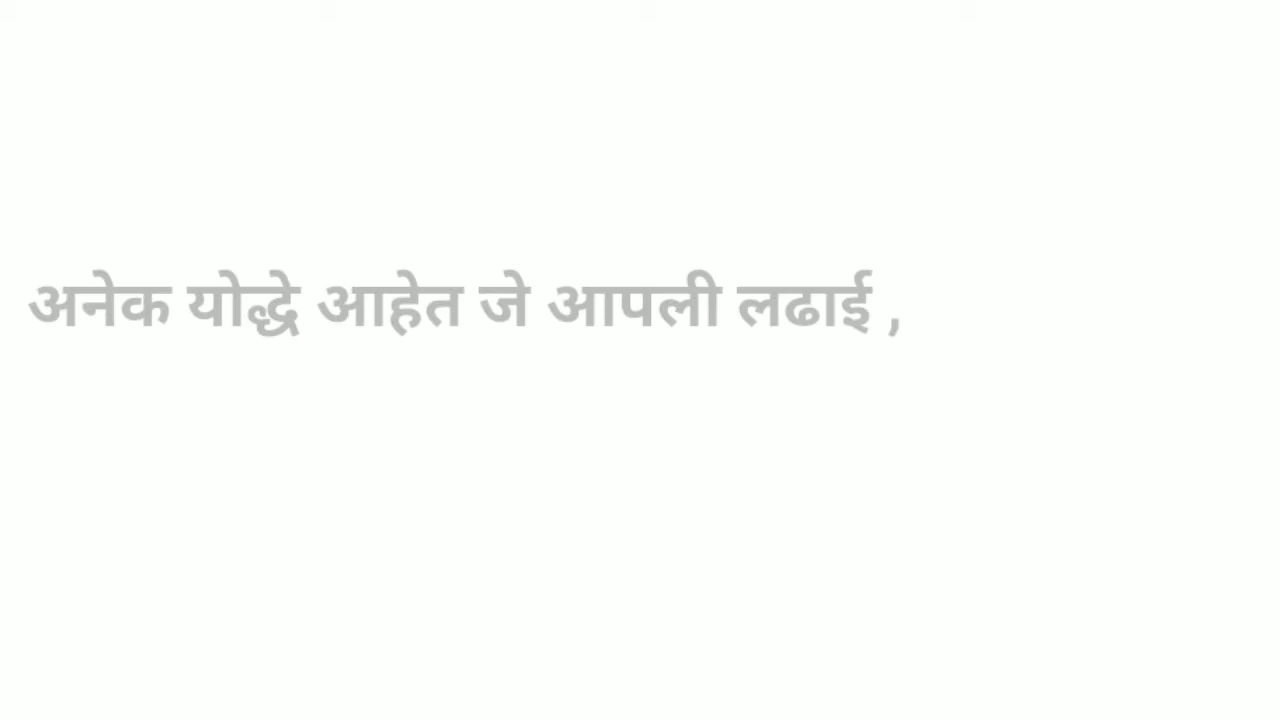 अनेक योद्धे आहेत जे आपली लढाई ,